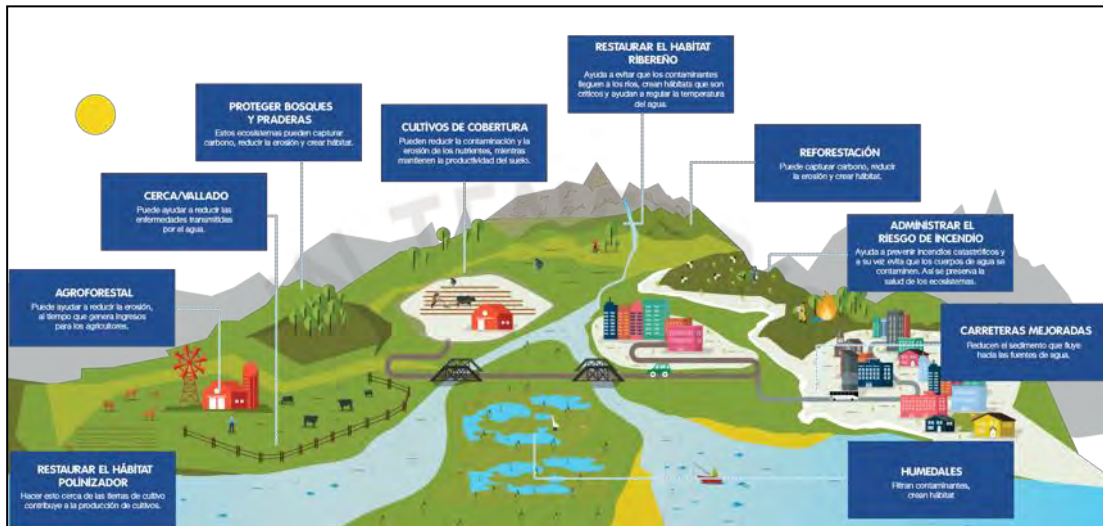 RESTAURAR EL HABITAT
RIBEREÑO
Ayuda a evitar que los contaminantes
lleguen a los ríos, crean hábitats que son
críticos y ayudan a regular la temperatura
del agua.
PROTEGER BOSQUES
Y PRADERAS
Estos ecosistemas pueden capturar
carbono, reducir la erosión y crear hábitat.
CULTIVOS DE COBERTURA
Pueden reducir la contaminación y la
erosión de los nutrientes, mientras
mantienen la productividad del suelo.
REFORESTACIÓN
Puede capturar carbono, reducir
la erosión y crear hábitat.
CERCA/VALLADO
Puede ayudar a reducir las
enfermedades transmitidas
por el agua.
ADMINISTRAR EL
RIESGO DE INCENDIO
Ayuda a prevenir incendios catastróficos y
a su vez evita que los cuerpos de agua se
contaminen. Así se preserva la
salud de los ecosistemas.
AGROFORESTAL
Puede ayudar a reducir la erosión,
al tiempo que genera ingresos
para los agricultores.
CARRETERAS MEJORADAS
Reducen el sedimento que fluye
hacia las fuentes de agua.
RESTAURAR EL HÁBITAT
POLINIZADOR
Hacer esto cerca de las tierras de cultivo
contribuye a la producción de cultivos.
HUMEDALES
Filtran contaminantes,
crean hábitat